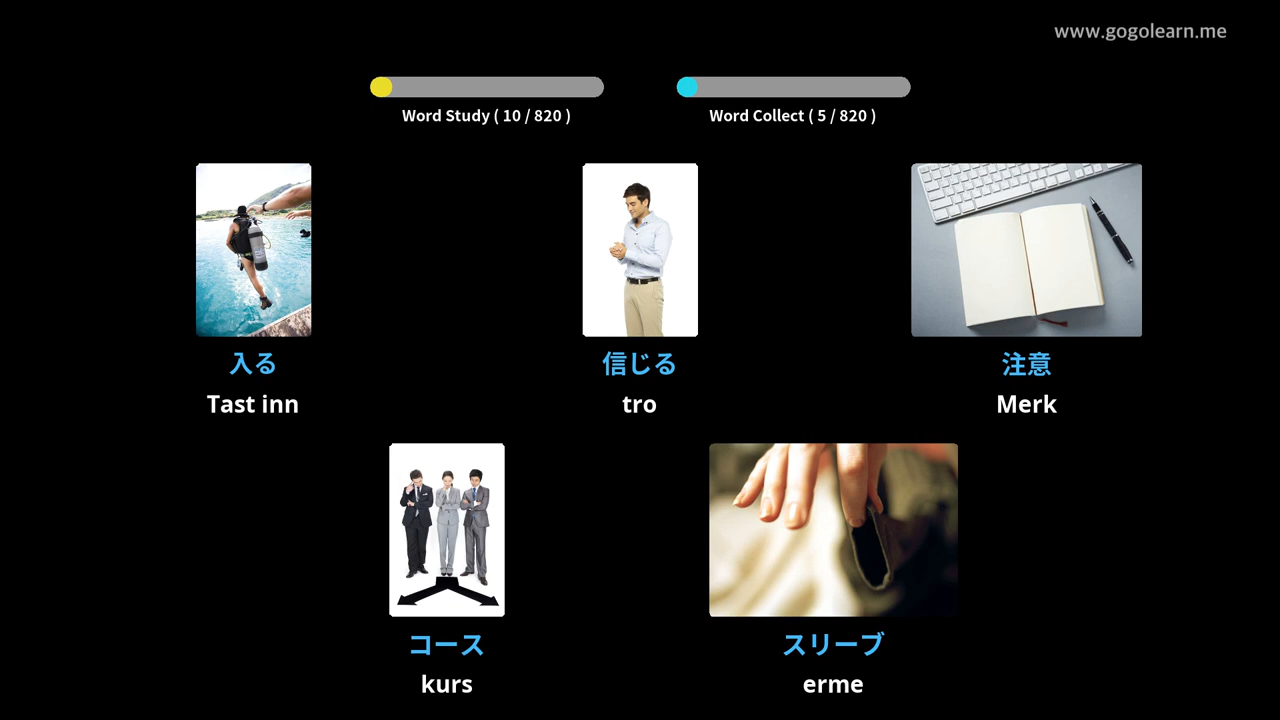 www.gogolearn.me
Word Study ( 10 / 820 )
Word Collect ( 5 / 820 )
入る
Tast inn
信じる
tro
注意
Merk
コース
kurs
スリーブ
erme